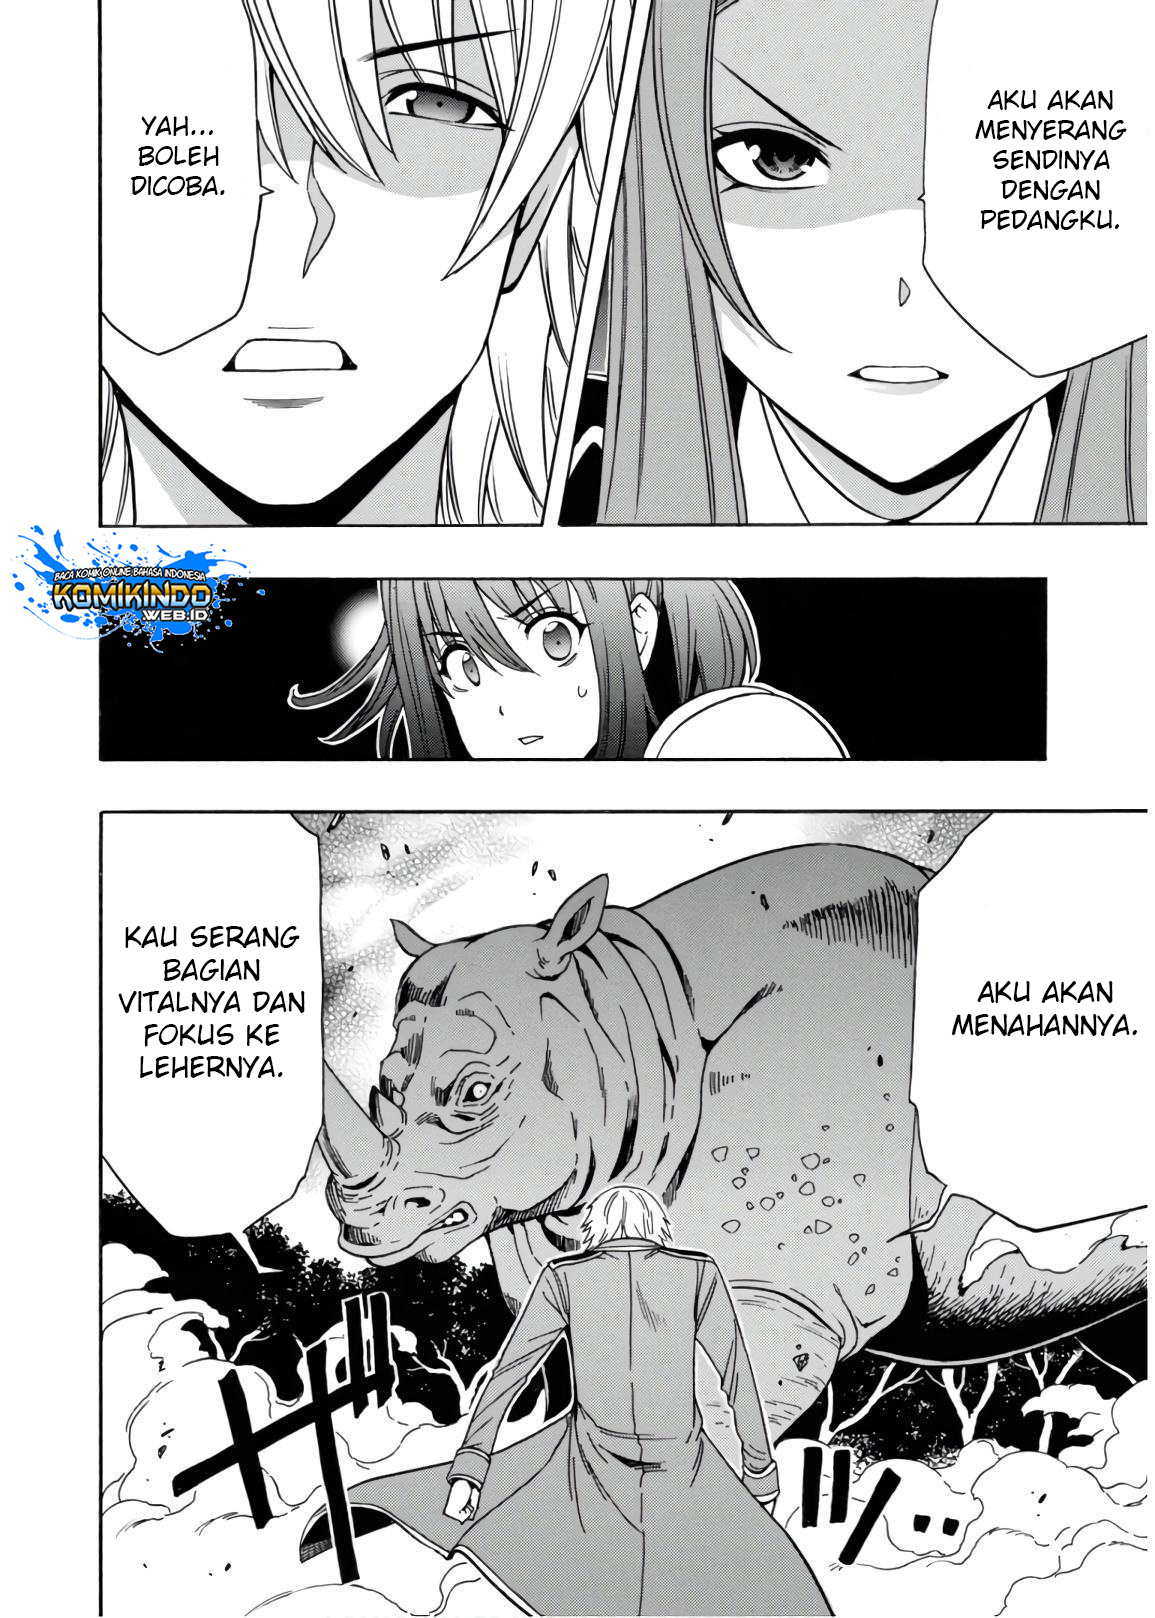 AKU AKAN
MENYERANG
SENDINYA
DENGAN
PEDANGKU.
YAH...
BOLEH
DICOBA.
BACA KOMIK ONLINE BAHASA INDONESIA
KOMIKINDO
WEB.ID
AKU AKAN
MENAHANNYA.
KAU SERANG
BAGIAN
VITALNYA DAN
FOKUS KE
LEHERNYA.